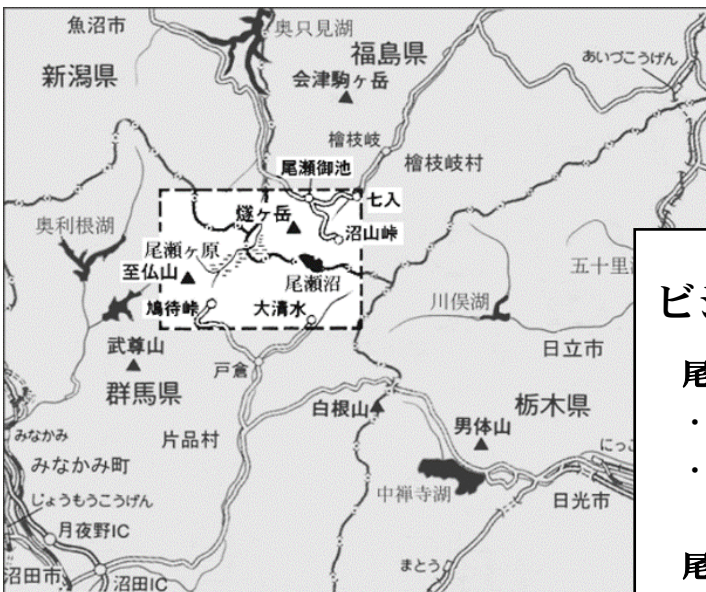 魚沼市
奥只見湖
福島県
新潟県
会津駒ヶ岳
あいづこうげん
檜枝岐
檜枝岐村
尾瀬御池
七入
燧ヶ岳
沼山峠
奥利根湖
尾瀬ヶ原
五十里
ビジ
至仏山
尾瀬沼
川俣湖
鳩待峠
大清水
日立市
武尊山
戸倉
尾
群馬県
白根山
栃木県
・
男体山
みなかみ
片品村
にっこ
・
みなかみ町
中禅寺湖
日光市
じょうもうこうげん
月夜野IC
まとう
尾
沼田市
沼田IC